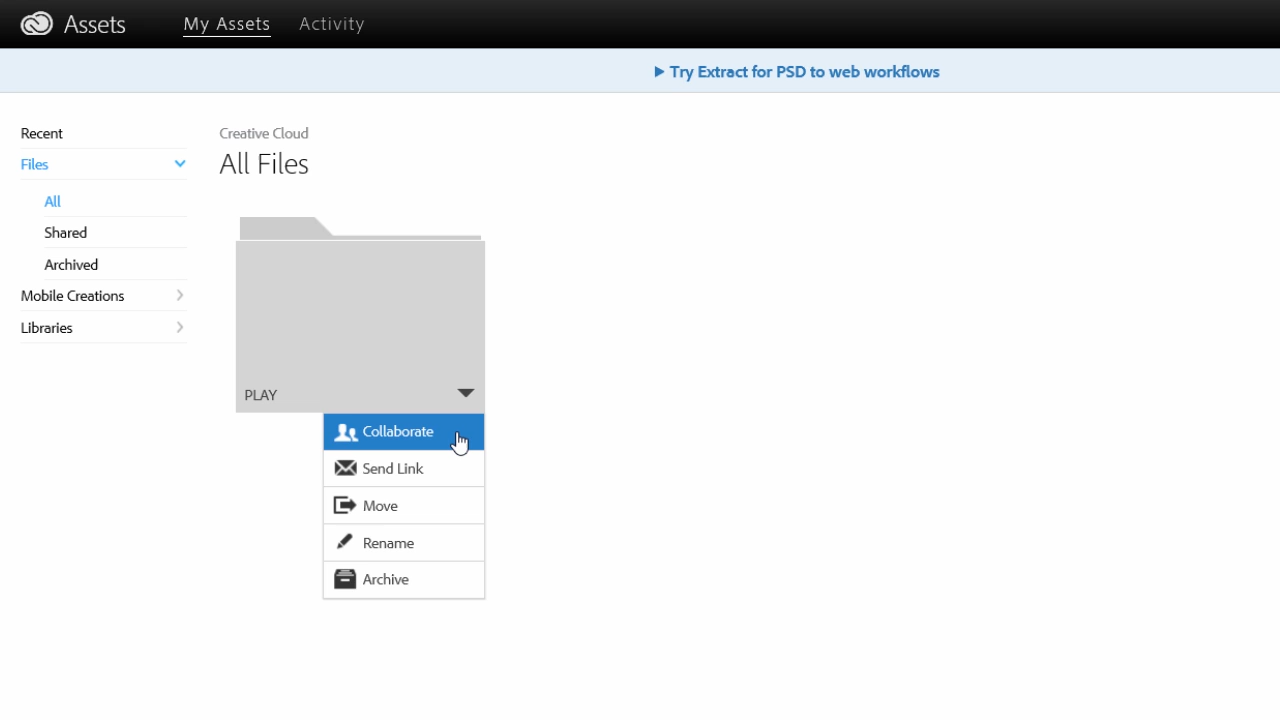 Assets My Assets Activity
Try Extract for PSD to web workflows
Recent
Files
All
Shared
Archived
Mobile Creations
Libraries
Creative Cloud
All Files
PLAY
Collaborate
Send Link
Move
Rename
Archive